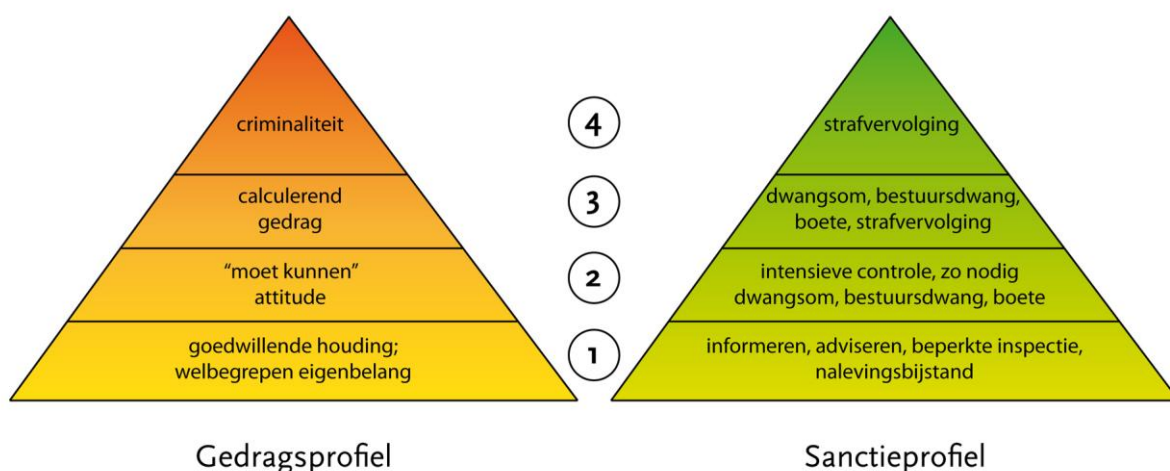 criminaliteit
calculerend
gedrag
“moet kunnen”
attitude
goedwillende houding;
welbegrepen eigenbelang
Gedragsprofiel
4
3
2
1
strafvervolging
dwangsom, bestuursdwang,
boete, strafvervolging
intensieve controle, zo nodig
dwangsom, bestuursdwang, boete
informeren, adviseren, beperkte inspectie,
nalevingsbijstand
Sanctieprofiel